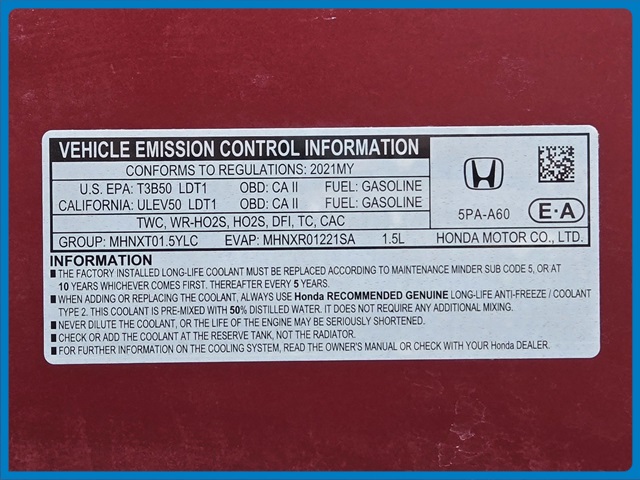 VEHICLE EMISSION CONTROL INFORMATION
CONFORMS TO REGULATIONS: 2021MY
U.S. EPA: T3B50 LDT1 OBD: CA II FUEL: GASOLINE
CALIFORNIA: ULEV50 LDT1 OBD: CA II FUEL: GASOLINE
TWC, WR-HO2S, HO2S, DFI, TC, CAC
5PA-A60 E·A
GROUP: MHNXT01.5YLC EVAP: MHNXR01221SA 1.5L HONDA MOTOR CO., LTD.
INFORMATION
■ THE FACTORY INSTALLED LONG-LIFE COOLANT MUST BE REPLACED ACCORDING TO MAINTENANCE MINDER SUB CODE 5, OR AT
10 YEARS WHICHEVER COMES FIRST. THEREAFTER EVERY 5 YEARS.
■ WHEN ADDING OR REPLACING COOLANT, ALWAYS USE Honda RECOMMENDED GENUINE LONG-LIFE ANTI-FREEZE / COOLANT
TYPE 2. THIS COOLANT IS PRE-MIXED WITH 50% DISTILLED WATER. IT DOES NOT REQUIRE ANY ADDITIONAL MIXING.
■ NEVER DILUTE THE COOLANT, OR THE LIFE OF THE ENGINE MAY BE SERIOUSLY SHORTENED.
■ CHECK OR ADD THE COOLANT AT THE RESERVE TANK, NOT THE RADIATOR.
■ FOR FURTHER INFORMATION ON THE COOLING SYSTEM, READ THE OWNER'S MANUAL OR CHECK WITH YOUR Honda DEALER.